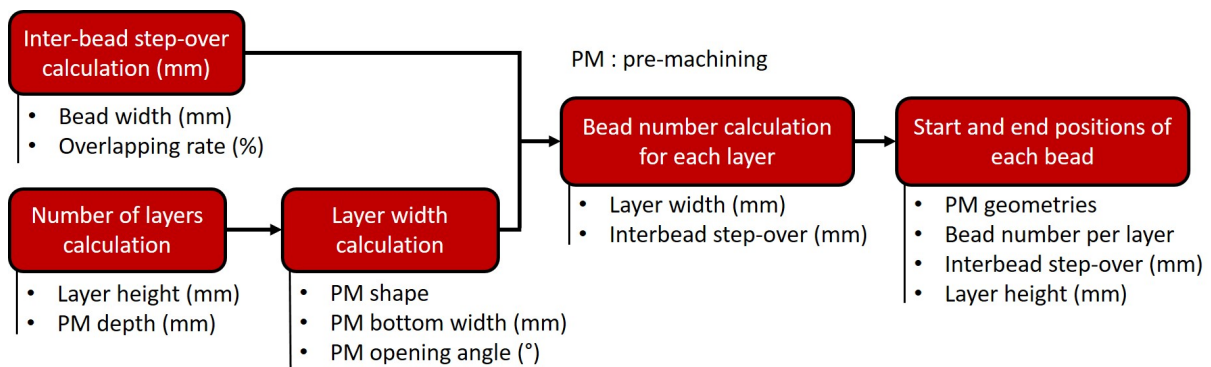 Inter-bead step-over
calculation (mm)
• Bead width (mm)
• Overlapping rate (%)
PM : pre-machining
Number of layers
calculation
• Layer height (mm)
• PM depth (mm)
Layer width
calculation
• PM shape
• PM bottom width (mm)
• PM opening angle (°)
Bead number calculation
for each layer
• Layer width (mm)
• Interbead step-over (mm)
Start and end positions of
each bead
• PM geometries
• Bead number per layer
• Interbead step-over (mm)
• Layer height (mm)